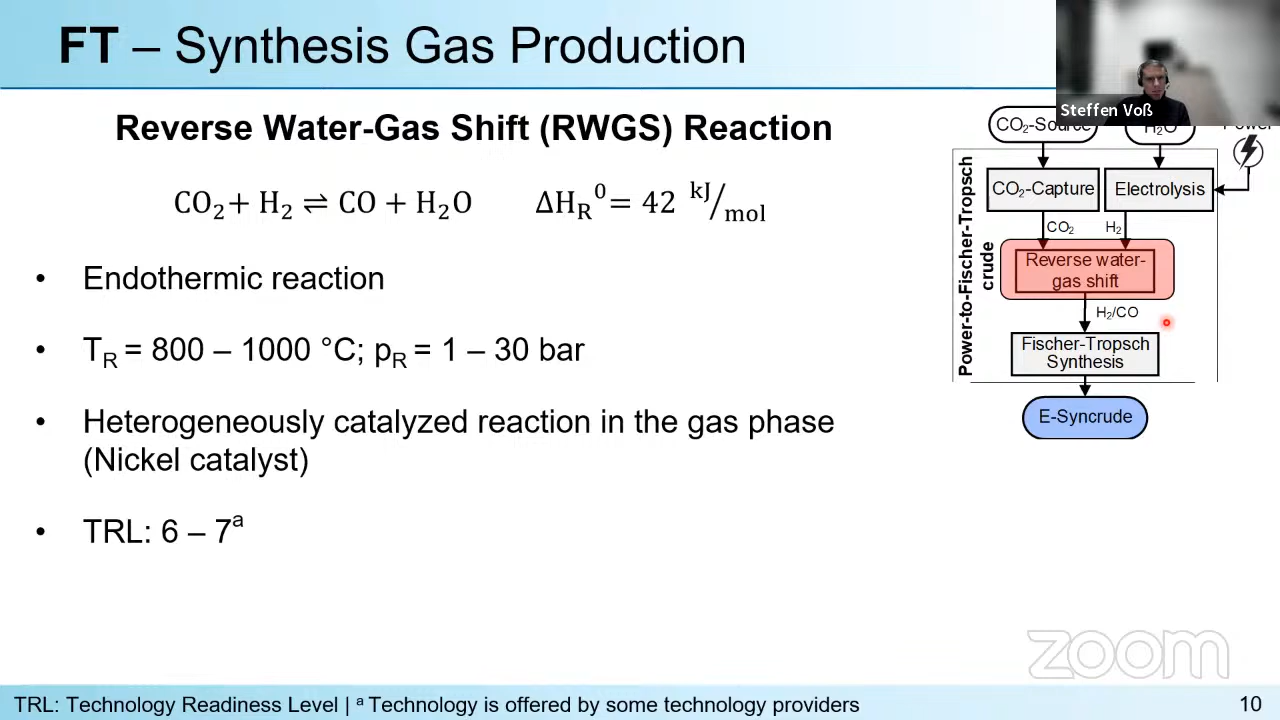 FT – Synthesis Gas Production
Steffen Voß
Reverse Water-Gas Shift (RWGS) Reaction
CO₂+ H₂ ⇌ CO + H₂O ΔH_R⁰= 42 kJ/mol
• Endothermic reaction
• T_R = 800 – 1000 °C; p_R = 1 – 30 bar
• Heterogeneously catalyzed reaction in the gas phase
(Nickel catalyst)
• TRL: 6 – 7ᵃ
Power-to-Fischer-Tropsch
crude
CO₂-Source
H₂O
Power
CO₂-Capture
Electrolysis
CO₂
H₂
Reverse water-
gas shift
H₂/CO
Fischer-Tropsch
Synthesis
E-Syncrude
zoom
TRL: Technology Readiness Level | ᵃ Technology is offered by some technology providers
10